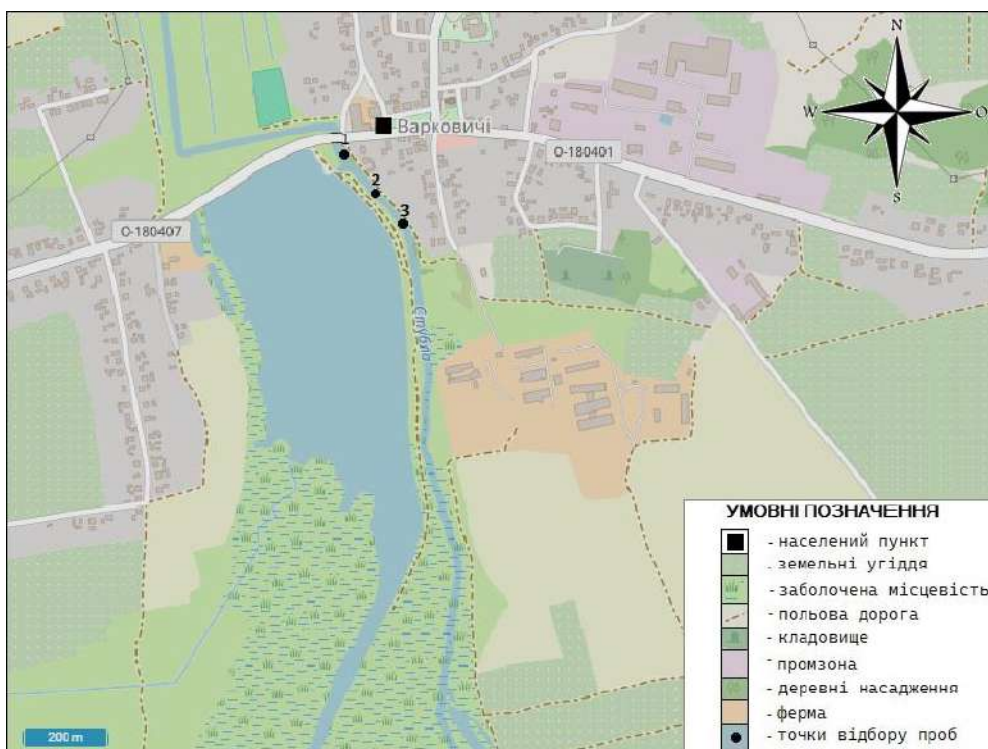 N
W
O
S
Варковичі
1
2
3
О-180401
О-180407
Стубла
УМОВНІ ПОЗНАЧЕННЯ
- населений пункт
- земельні угіддя
- заболочена місцевість
- польова дорога
- кладовище
- промзона
- деревні насадження
- ферма
- точки відбору проб
200 m